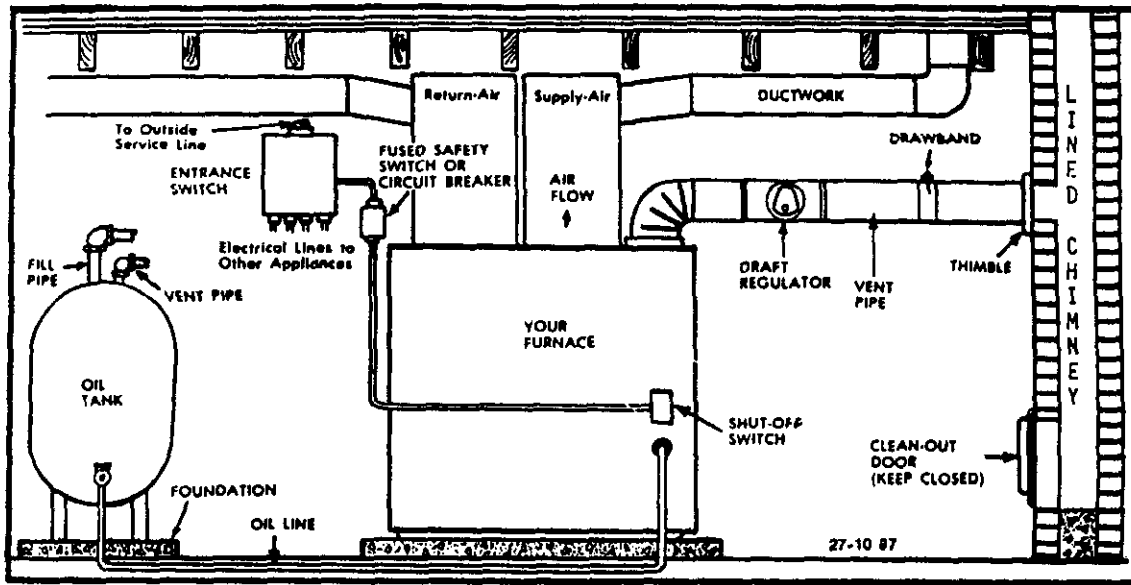 Return-Air
Supply-Air
DUCTWORK
To Outside
Service Line
ENTRANCE
SWITCH
FUSED SAFETY
SWITCH OR
CIRCUIT BREAKER
AIR
FLOW
DRAWBAND
LINED CHIMNEY
Electrical Lines to
Other Appliances
FILL
PIPE
VENT PIPE
DRAFT
REGULATOR
VENT
PIPE
THIMBLE
YOUR
FURNACE
OIL
TANK
SHUT-OFF
SWITCH
CLEAN-OUT
DOOR
(KEEP CLOSED)
FOUNDATION
OIL LINE
27-10 87